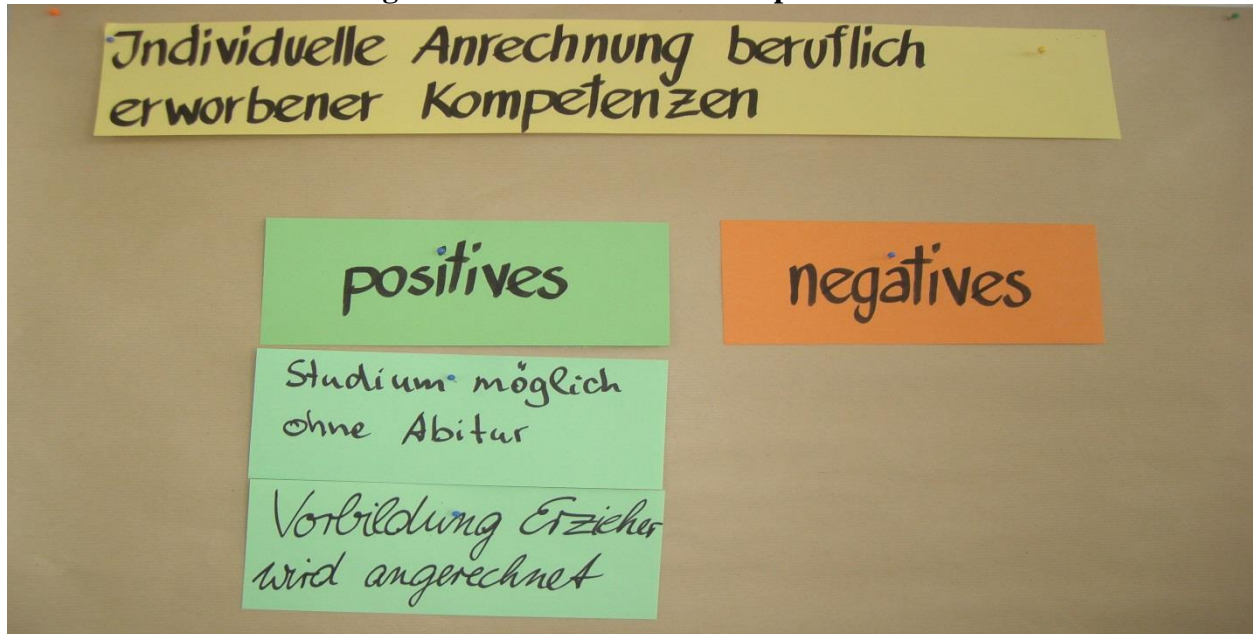 Individuelle Anrechnung beruflich
erworbener Kompetenzen
positives
negatives
Studium möglich
ohne Abitur
Vorbildung Erzieher
wird angerechnet